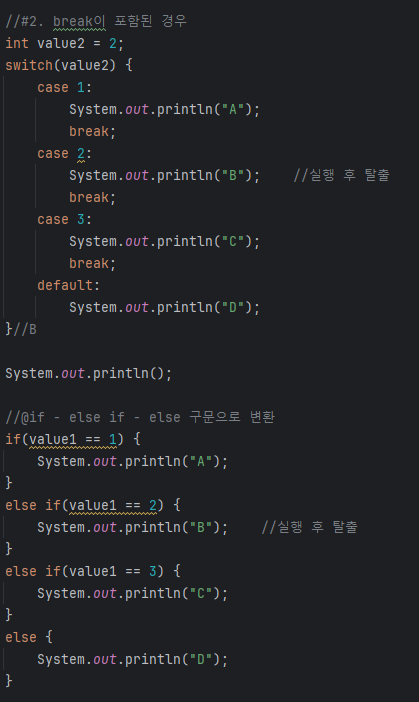 //#2. break이 포함된 경우
int value2 = 2;
switch(value2) {
    case 1:
        System.out.println("A");
        break;
    case 2:
        System.out.println("B");    //실행 후 탈출
        break;
    case 3:
        System.out.println("C");
        break;
    default:
        System.out.println("D");
}//B
System.out.println();
//@if - else if - else 구문으로 변환
if(value1 == 1) {
    System.out.println("A");
}
else if(value1 == 2) {
    System.out.println("B");    //실행 후 탈출
}
else if(value1 == 3) {
    System.out.println("C");
}
else {
    System.out.println("D");
}